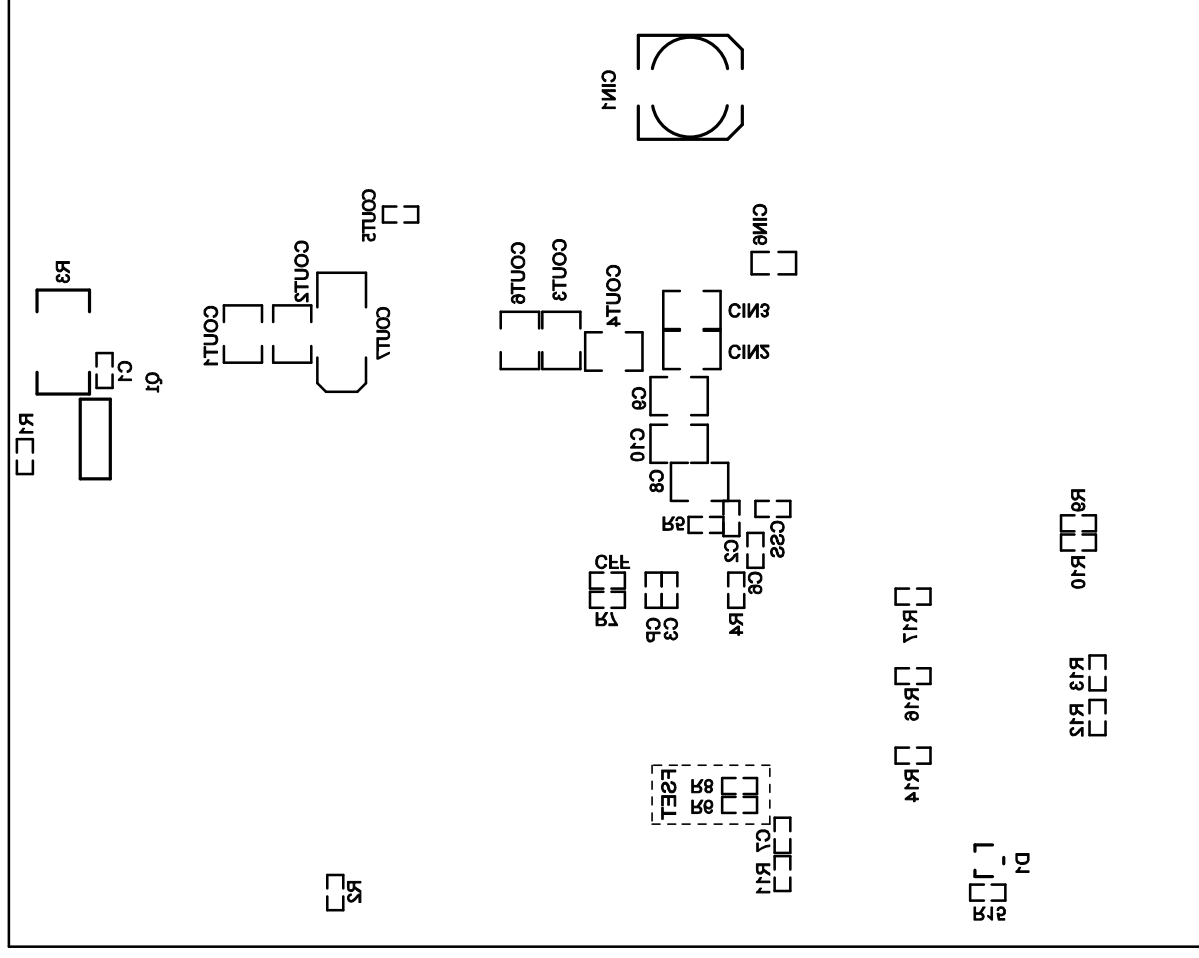 CIN1
COUT5
CIN6
R3
COUT2
COUT6
COUT3
COUT4
COUT1
COUT7
CIN3
CIN2
C1
Q1
C9
R1
C10
C8
R9
R5
C2
CSS
CFF
C6
R10
R7
CP
C3
R4
R17
R13
R16
R12
FSET
R8
R14
R6
C7
R11
D1
R2
R15